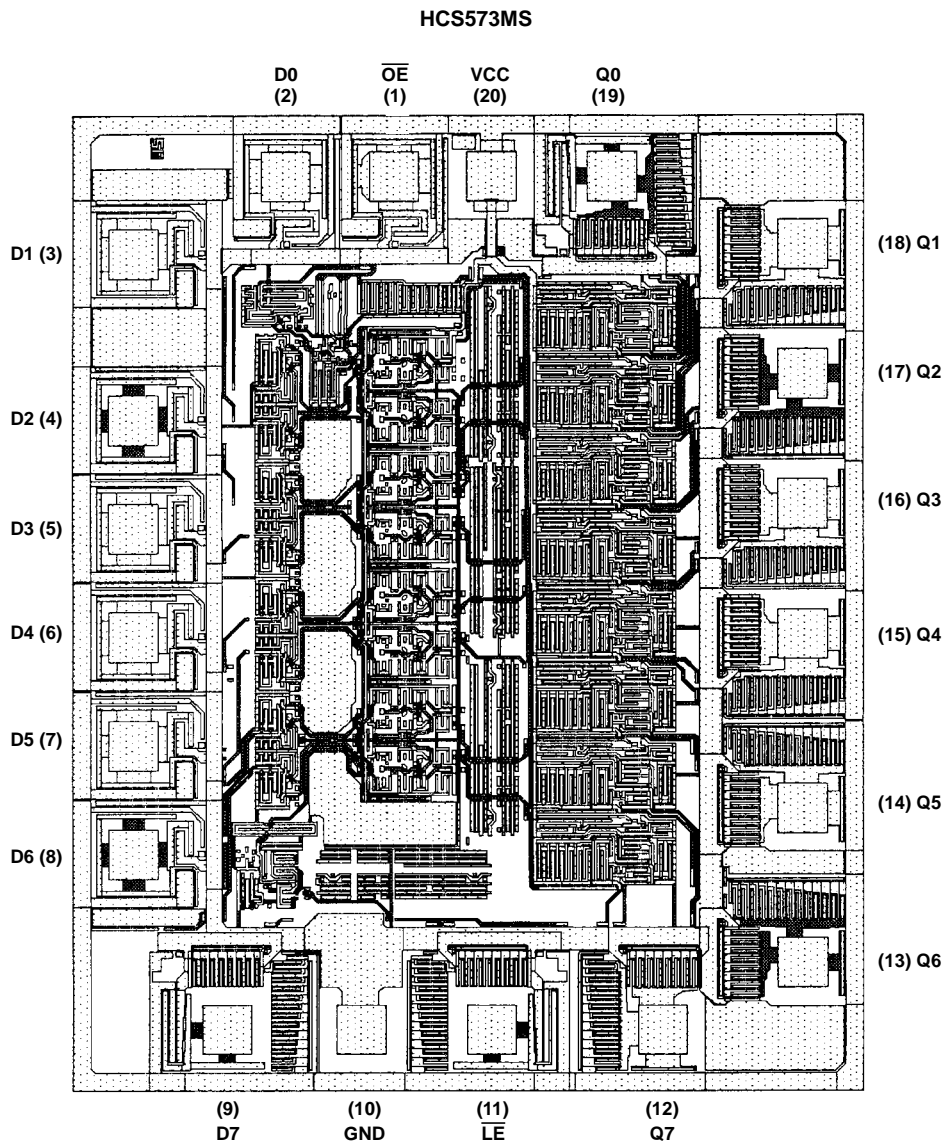 HCS573MS
D0
(2)
O̅E̅
(1)
VCC
(20)
Q0
(19)
D1 (3)
(18) Q1
(17) Q2
D2 (4)
(16) Q3
D3 (5)
D4 (6)
(15) Q4
D5 (7)
(14) Q5
D6 (8)
(13) Q6
(9)
D7
(10)
GND
(11)
L̅E̅
(12)
Q7